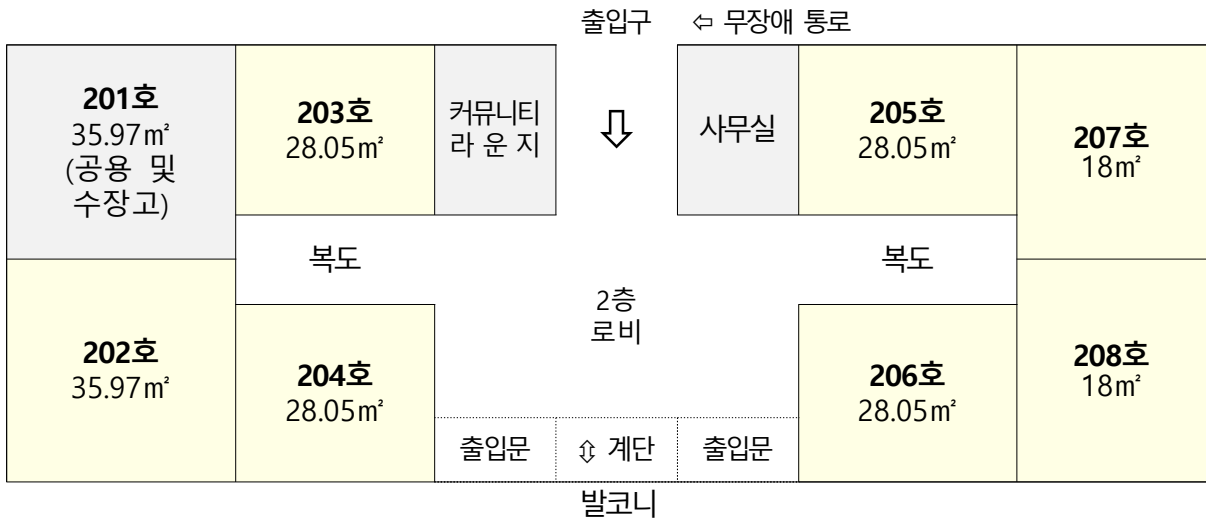 출입구 ⇦ 무장애 통로
201호
35.97㎡
(공용 및
수장고)
203호
28.05㎡
커뮤니티
라 운 지
⇩
사무실
205호
28.05㎡
207호
18㎡
복도
2층
로비
복도
202호
35.97㎡
204호
28.05㎡
206호
28.05㎡
208호
18㎡
출입문
⇳ 계단
출입문
발코니